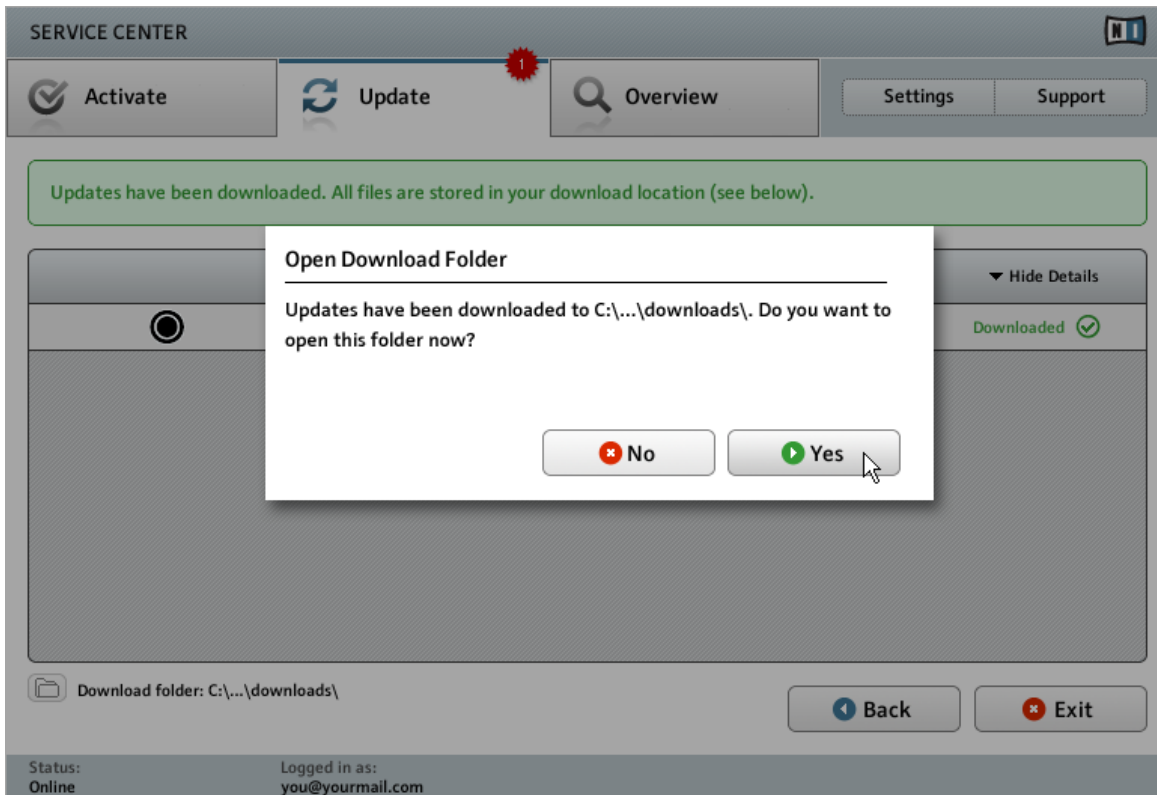 SERVICE CENTER
NI
Activate
Update
1
Overview
Settings
Support
Updates have been downloaded. All files are stored in your download location (see below).
Hide Details
Downloaded
Open Download Folder
Updates have been downloaded to C:\...\downloads\. Do you want to
open this folder now?
No
Yes
Download folder: C:\...\downloads\
Back
Exit
Status:
Online
Logged in as:
you@yourmail.com